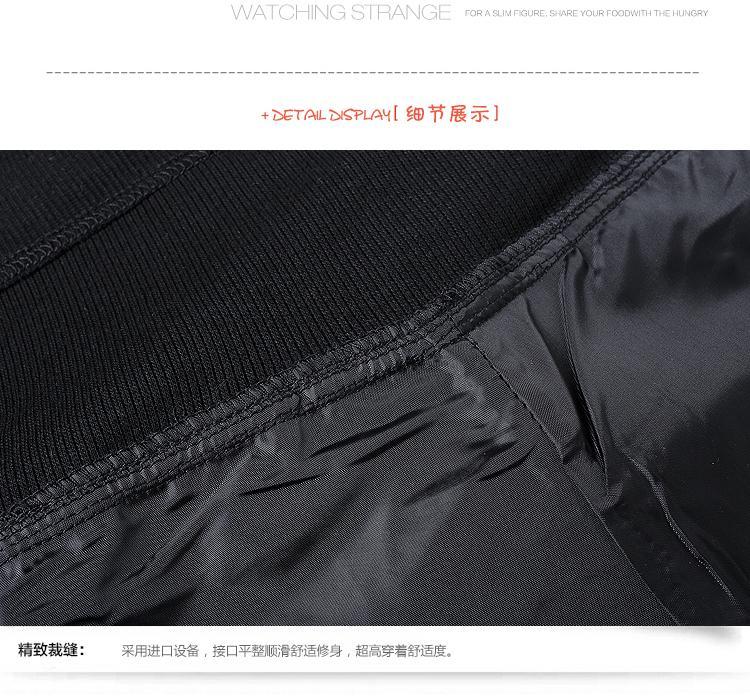 WATCHING STRANGE FOR A SLIM FIGURE, SHARE YOUR FOODWITH THE HUNGRY
+DETAIL DISPLAY[ 细节展示 ]
精致裁缝： 采用进口设备，接口平整顺滑舒适修身，超高穿着舒适度。